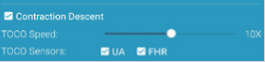 Contraction Descent
TOCO Speed: 10X
TOCO Sensors: UA FHR